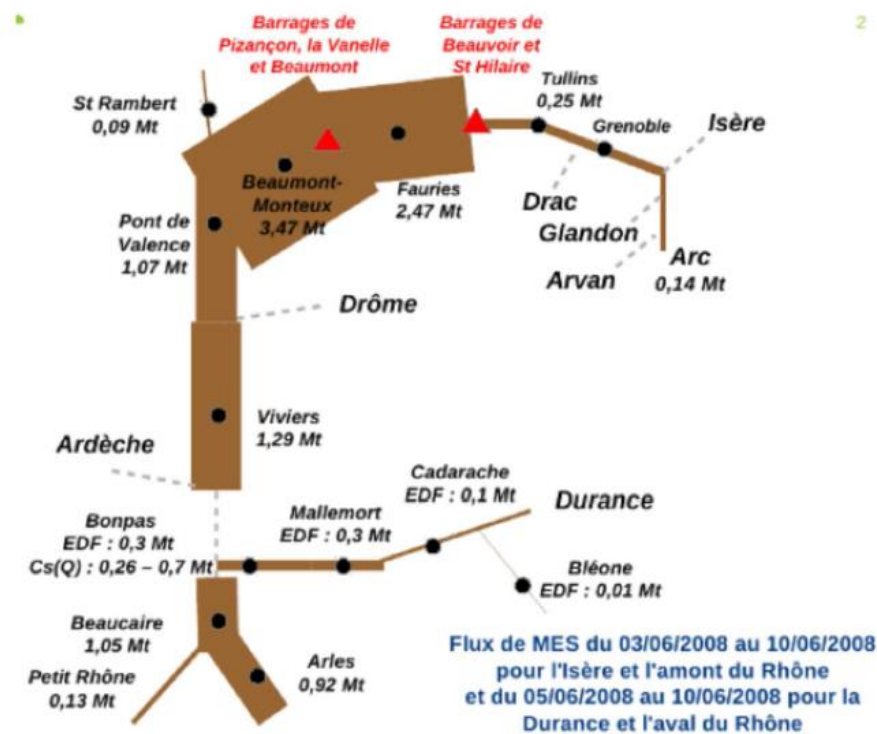 2
Barrages de
Pizançon, la Vanelle
et Beaumont
Barrages de
Beauvoir et
St Hilaire
Tullins
0,25 Mt
Grenoble
Isère
St Rambert
0,09 Mt
Beaumont-
Monteux
3,47 Mt
Fauries
2,47 Mt
Drac
Glandon
Arvan
Arc
0,14 Mt
Pont de
Valence
1,07 Mt
Drôme
Viviers
1,29 Mt
Ardèche
Cadarache
EDF : 0,1 Mt
Durance
Mallemort
EDF : 0,3 Mt
Bonpas
EDF : 0,3 Mt
Cs(Q) : 0,26 – 0,7 Mt
Bléone
EDF : 0,01 Mt
Beaucaire
1,05 Mt
Petit Rhône
0,13 Mt
Arles
0,92 Mt
Flux de MES du 03/06/2008 au 10/06/2008
pour l'Isère et l'amont du Rhône
et du 05/06/2008 au 10/06/2008 pour la
Durance et l'aval du Rhône